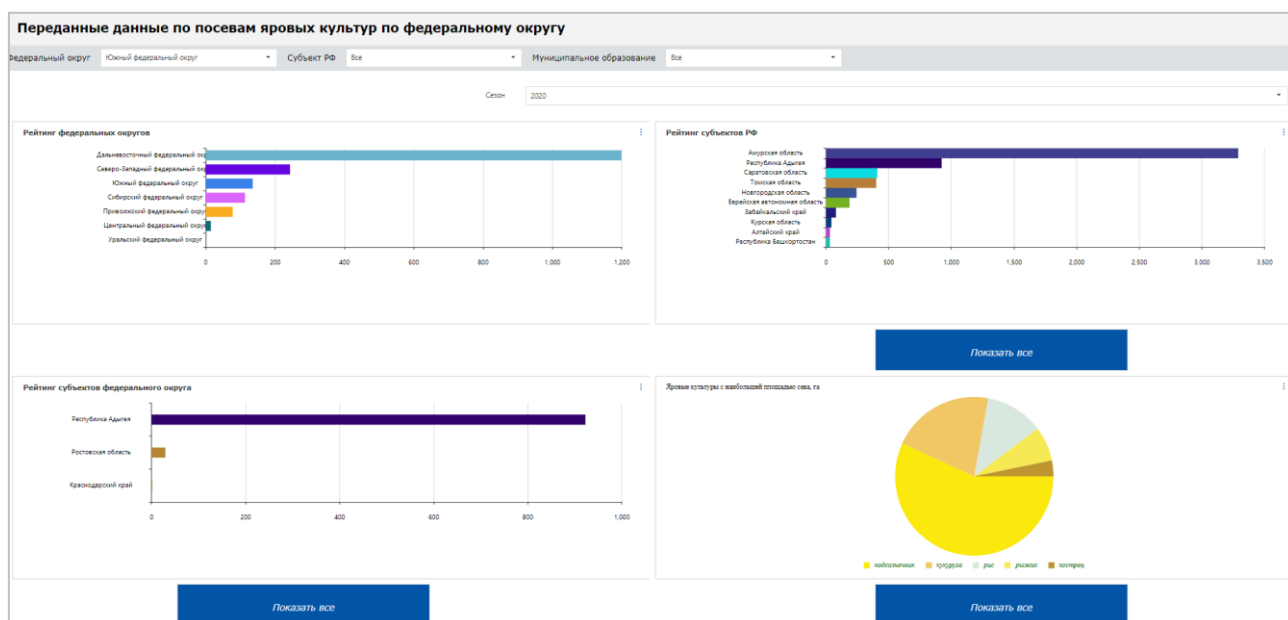 Переданные данные по посевам яровых культур по федеральному округу
Федеральный округ Южный федеральный округ Субъект РФ Все Муниципальное образование Все
Сезон 2020
Рейтинг федеральных округов
Дальневосточный федеральный окр
Северо-Западный федеральный окр
Южный федеральный округ
Сибирский федеральный округ
Приволжский федеральный округ
Центральный федеральный округ
Уральский федеральный округ
0 200 400 600 800 1,000 1,200
Рейтинг субъектов РФ
Амурская область
Республика Адыгея
Саратовская область
Томская область
Новгородская область
Еврейская автономная область
Забайкальский край
Курская область
Алтайский край
Республика Башкортостан
0 500 1,000 1,500 2,000 2,500 3,000 3,500
Показать все
Рейтинг субъектов федерального округа
Республика Адыгея
Ростовская область
Краснодарский край
0 200 400 600 800 1,000
Показать все
Яровые культуры с наибольшей площадью сева, га
подсолнечник кукуруза рис рыжик кострец
Показать все